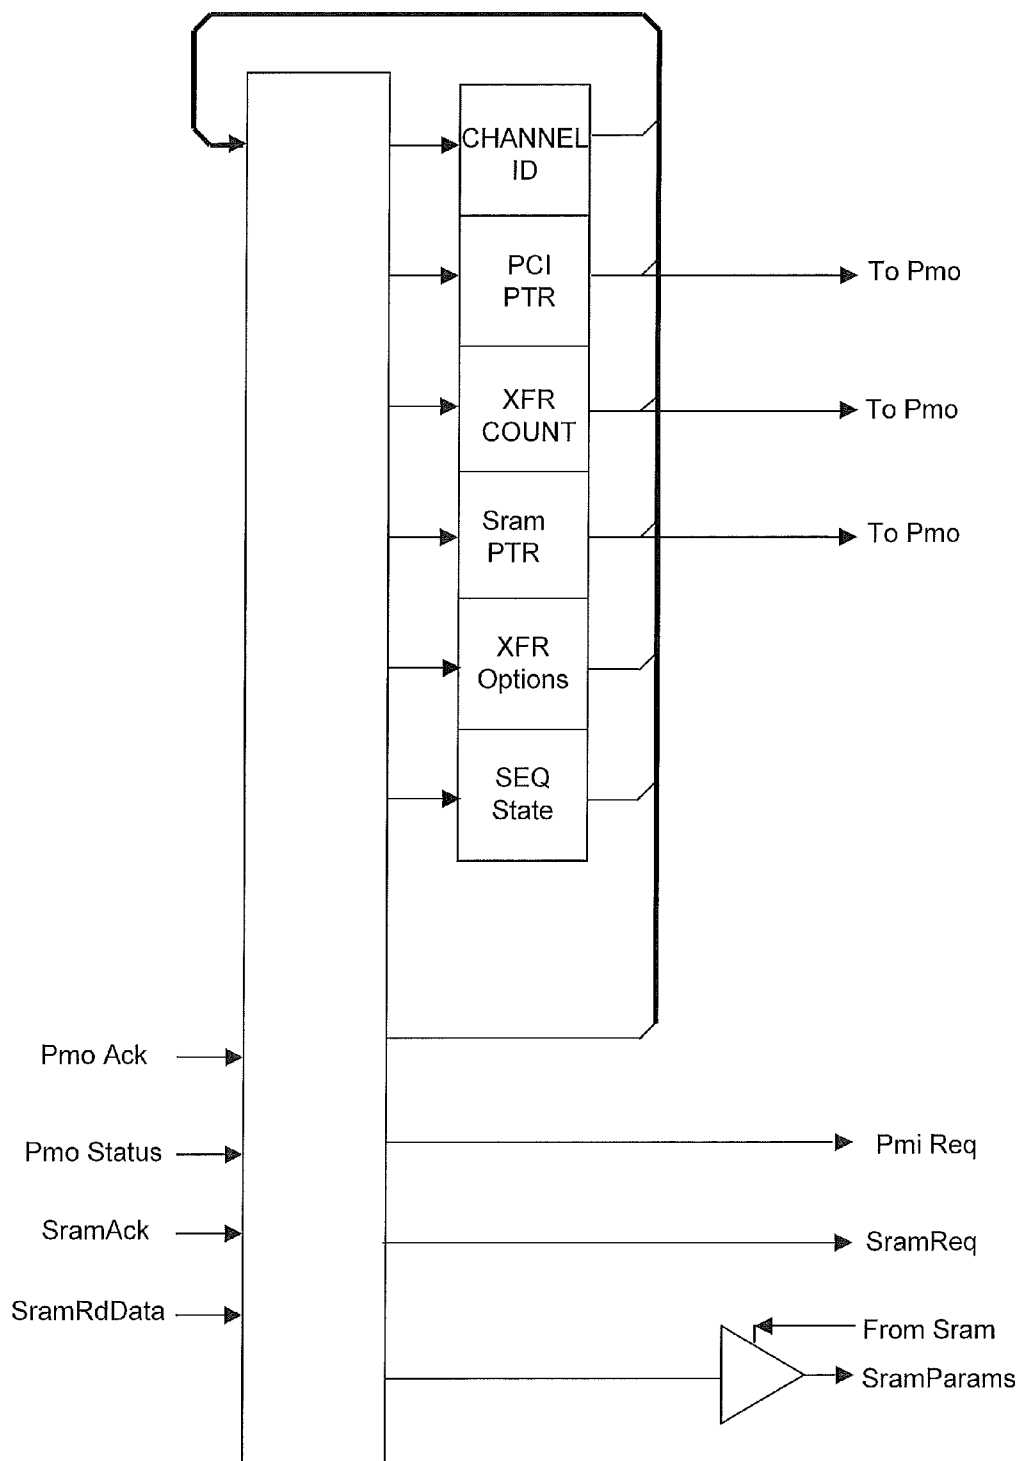 CHANNEL
ID
PCI
PTR
To Pmo
XFR
COUNT
To Pmo
Sram
PTR
To Pmo
XFR
Options
SEQ
State
Pmo Ack
Pmo Status
Pmi Req
SramAck
SramReq
SramRdData
From Sram
SramParams